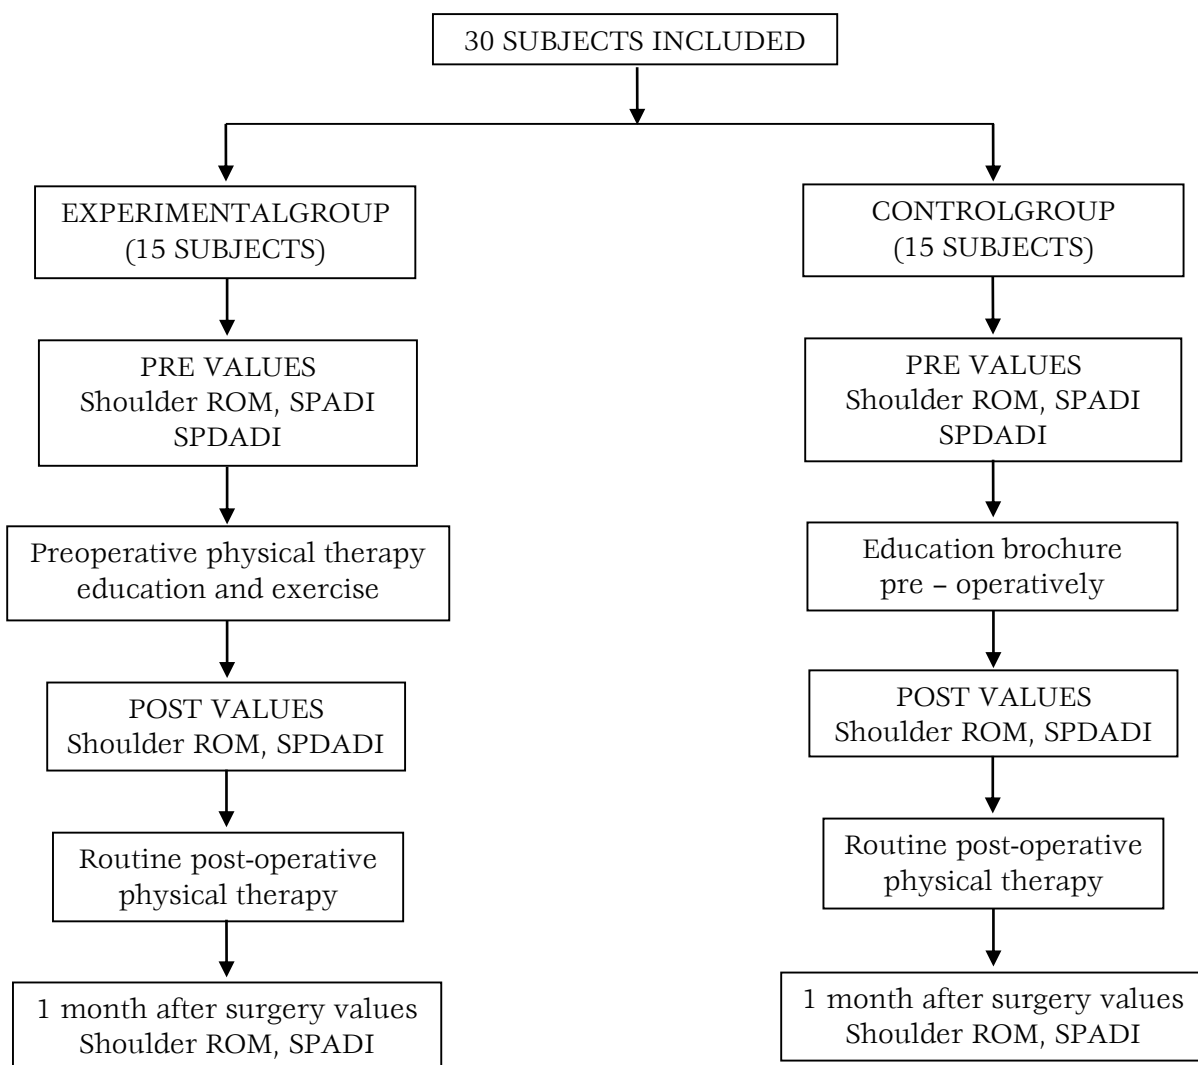 30 SUBJECTS INCLUDED
EXPERIMENTALGROUP
(15 SUBJECTS)
CONTROLGROUP
(15 SUBJECTS)
PRE VALUES
Shoulder ROM, SPADI
SPDADI
PRE VALUES
Shoulder ROM, SPADI
SPDADI
Preoperative physical therapy
education and exercise
Education brochure
pre – operatively
POST VALUES
Shoulder ROM, SPDADI
POST VALUES
Shoulder ROM, SPDADI
Routine post-operative
physical therapy
Routine post-operative
physical therapy
1 month after surgery values
Shoulder ROM, SPADI
1 month after surgery values
Shoulder ROM, SPADI